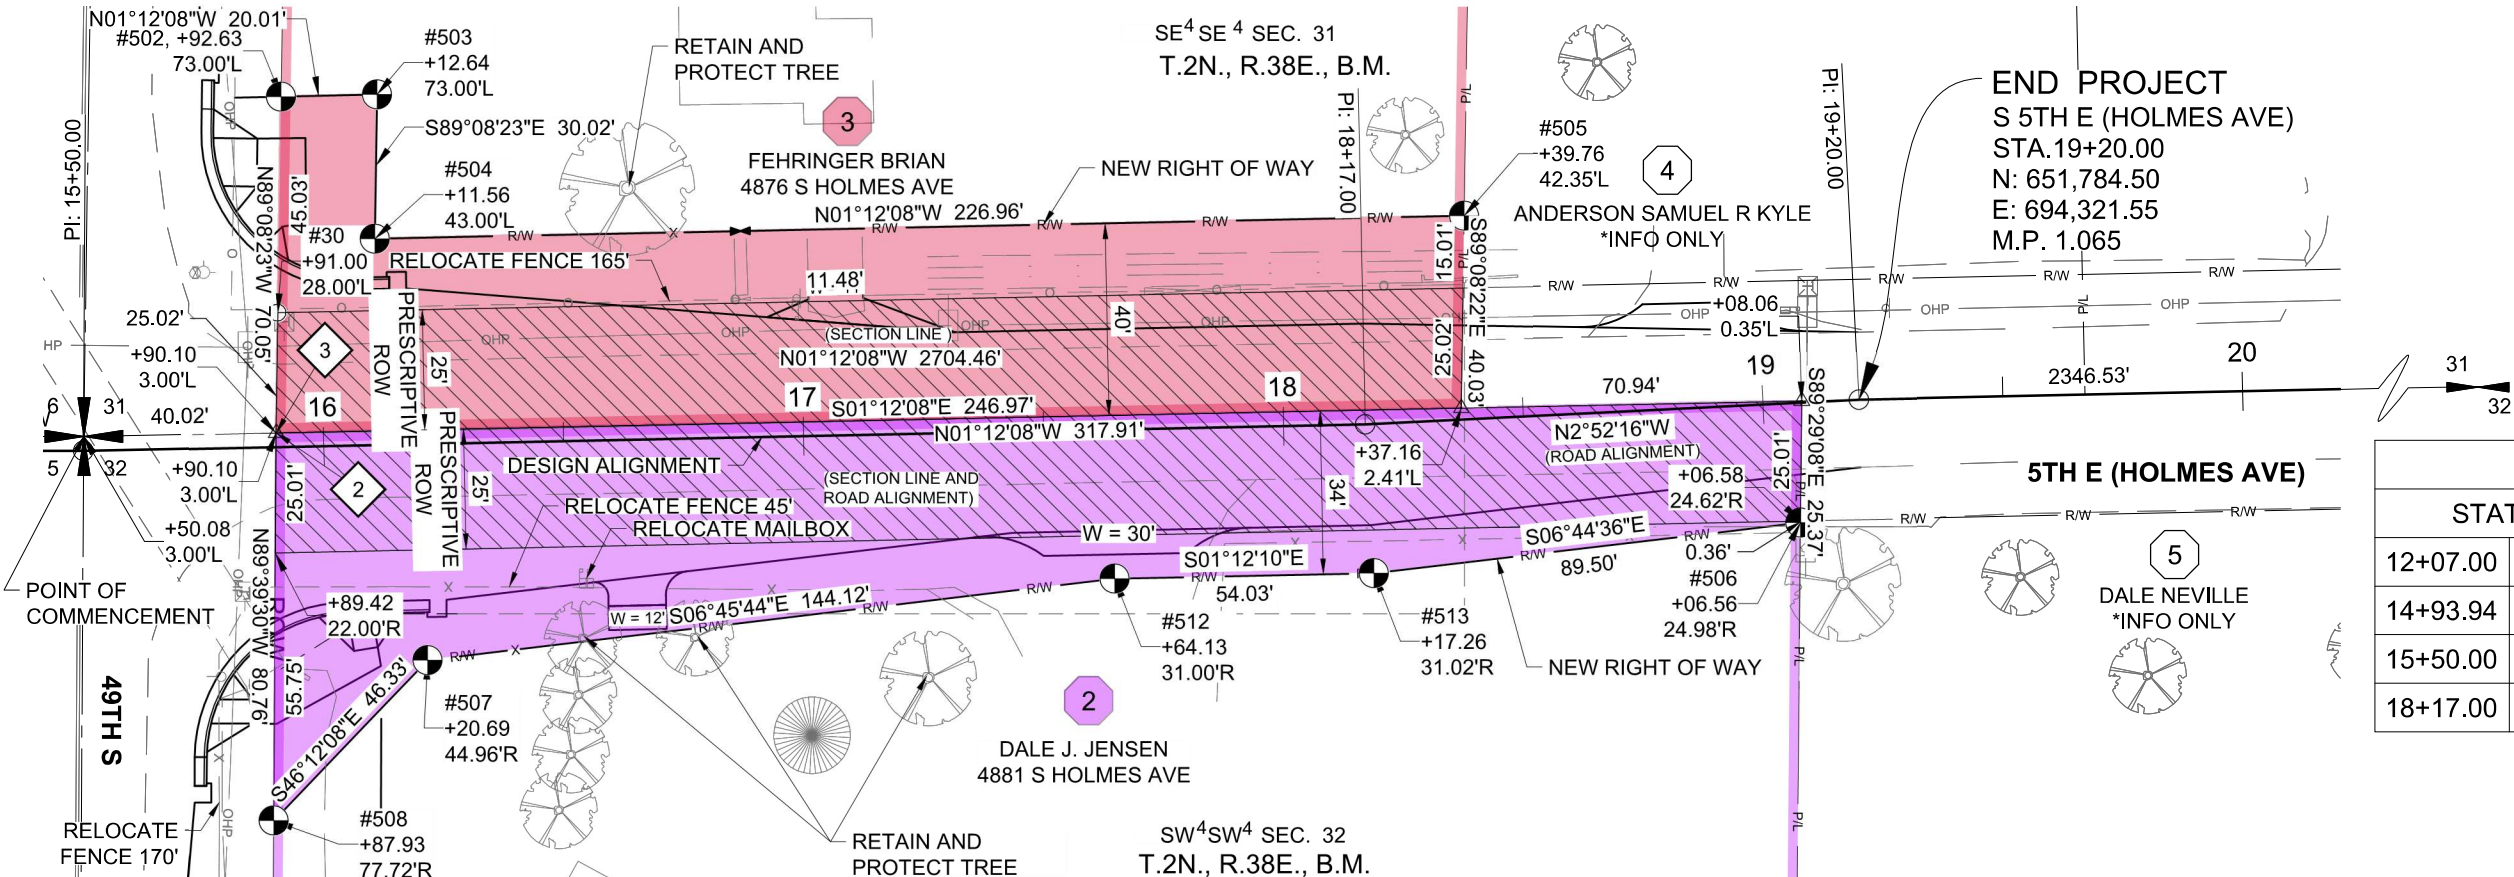 N01°12'08"W 20.01'
#502, +92.63
73.00'L
#503
+12.64
73.00'L
RETAIN AND
PROTECT TREE
SE⁴ SE ⁴ SEC. 31
T.2N., R.38E., B.M.
PI: 15+50.00
OHP
S89°08'23"E 30.02'
3
FEHRINGER BRIAN
4876 S HOLMES AVE
#504
+11.56
43.00'L
N01°12'08"W 226.96'
NEW RIGHT OF WAY
PI: 18+17.00
P/L
#505
+39.76
42.35'L
4
ANDERSON SAMUEL R KYLE
*INFO ONLY
PI: 19+20.00
END PROJECT
S 5TH E (HOLMES AVE)
STA.19+20.00
N: 651,784.50
E: 694,321.55
M.P. 1.065
N89°08'23"W 70.05'
45.03'
#30
+91.00
28.00'L
R/W
X
R/W
R/W
R/W
R/W
RELOCATE FENCE 165'
11.48'
40'
15.01'
P/L
S89°08'22"E 40.03'
25.02'
R/W
R/W
R/W
R/W
P/L
+08.06
0.35'L
OHP
OHP
OHP
25.02'
HP
OHP
+90.10
3.00'L
3
PRESCRIPTIVE
ROW
25'
OHP
OHP
OHP
(SECTION LINE )
N01°12'08"W 2704.46'
6
31
5
32
40.02'
16
17
18
19
20
S01°12'08"E 246.97'
70.94'
2346.53'
31
32
N01°12'08"W 317.91'
DESIGN ALIGNMENT
(SECTION LINE AND
ROAD ALIGNMENT)
+37.16
2.41'L
N2°52'16"W
(ROAD ALIGNMENT)
+06.58
24.62'R
25.01'
P/L
S89°29'08"E 25.37'
5TH E (HOLMES AVE)
+90.10
3.00'L
25.01'
2
PRESCRIPTIVE
ROW
25'
34'
+50.08
3.00'L
RELOCATE FENCE 45'
RELOCATE MAILBOX
W = 30'
S01°12'10"E
54.03'
S06°44'36"E
89.50'
R/W
R/W
R/W
R/W
R/W
R/W
0.36'
#506
+06.56
24.98'R
5
DALE NEVILLE
*INFO ONLY
POINT OF
COMMENCEMENT
N89°39'30"W 80.76'
55.75'
+89.42
22.00'R
OHP
X
X
X
X
W = 12'
S06°45'44"E 144.12'
R/W
R/W
R/W
R/W
X
#512
+64.13
31.00'R
#513
+17.26
31.02'R
NEW RIGHT OF WAY
P/L
49TH S
S46°12'08"E 46.33'
#507
+20.69
44.96'R
2
DALE J. JENSEN
4881 S HOLMES AVE
X
OHP
RELOCATE
FENCE 170'
#508
+87.93
77.72'R
RETAIN AND
PROTECT TREE
SW⁴SW⁴ SEC. 32
T.2N., R.38E., B.M.
P/L
STAT
12+07.00
14+93.94
15+50.00
18+17.00